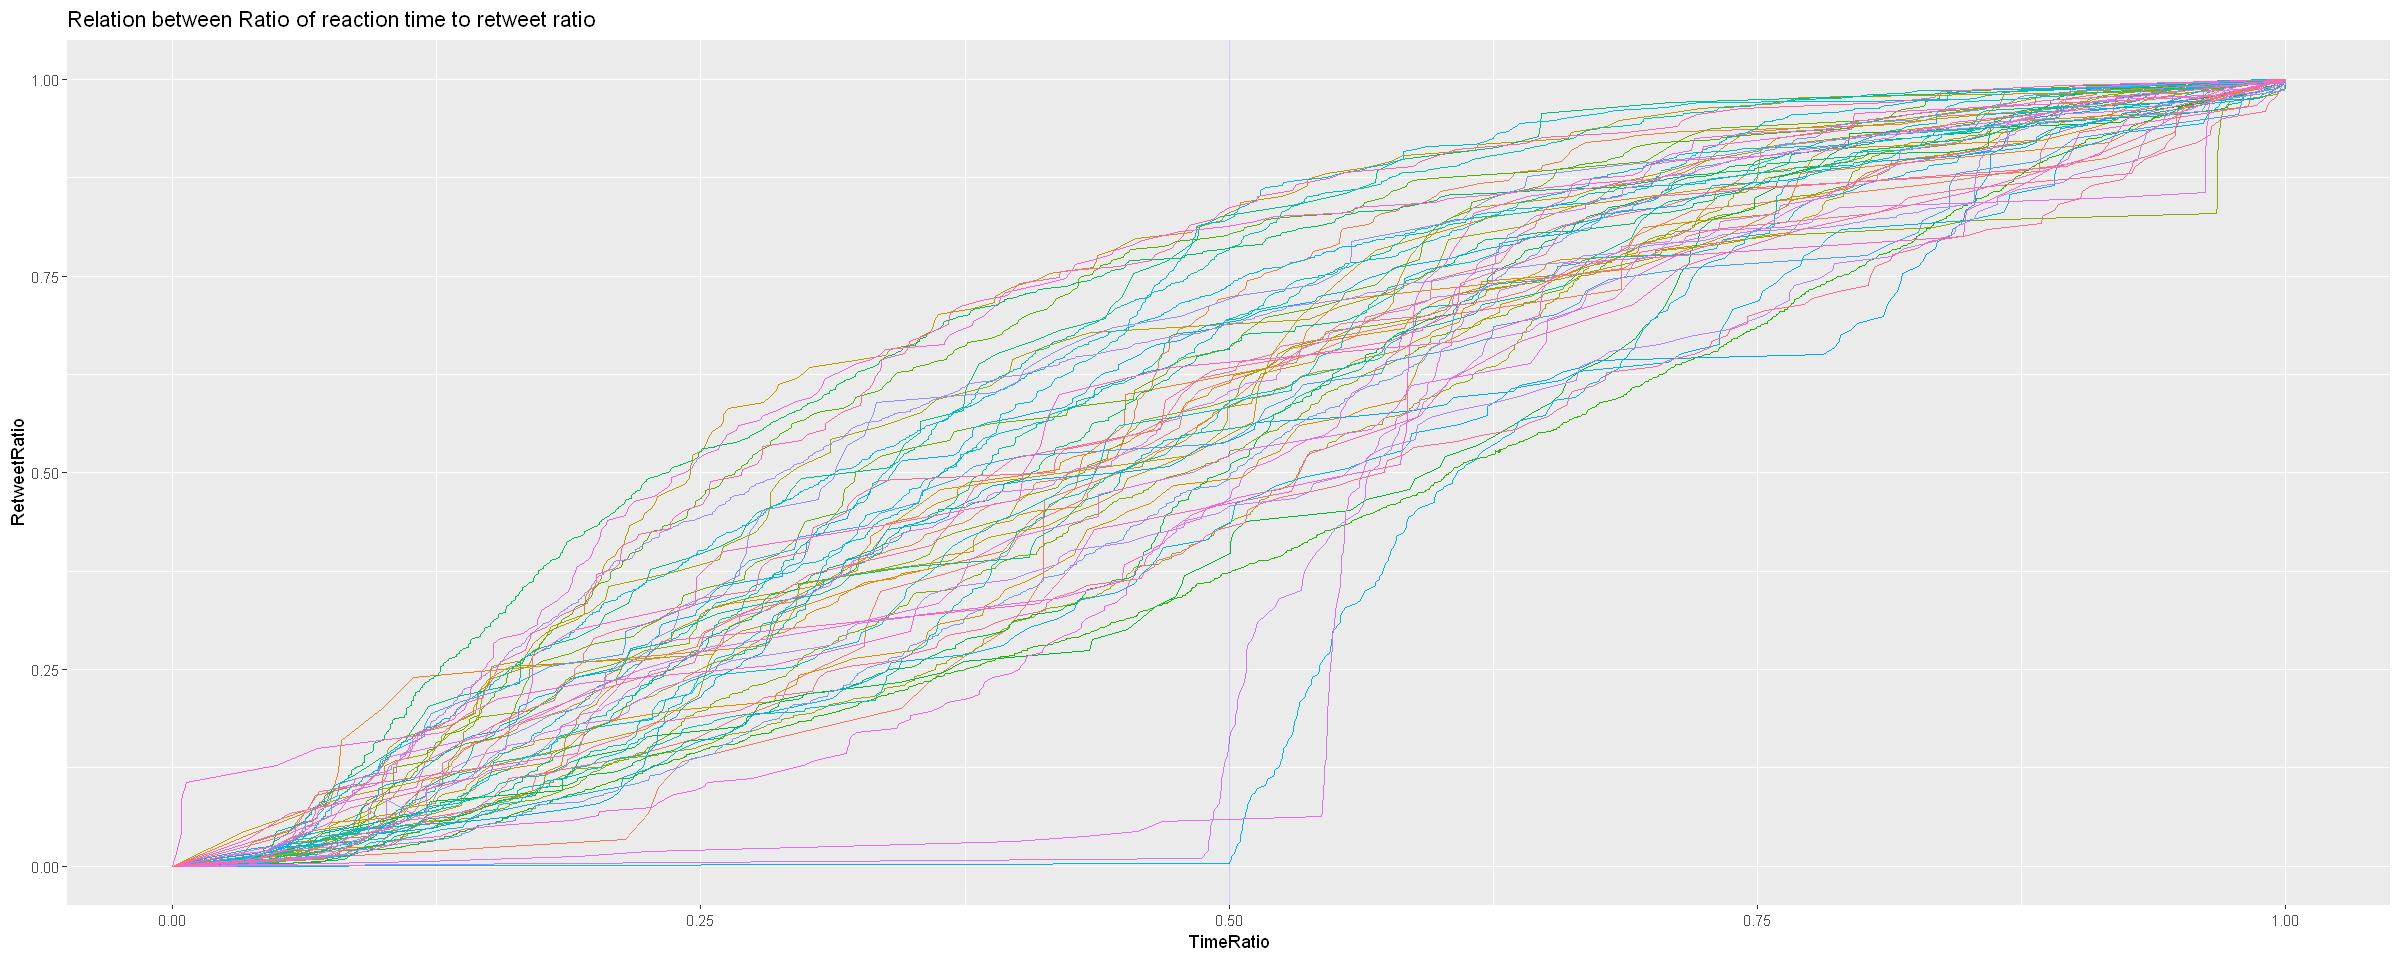 Relation between Ratio of reaction time to retweet ratio
1.00
0.75
0.50
0.25
0.00
RetweetRatio
0.00 0.25 0.50 0.75 1.00
TimeRatio